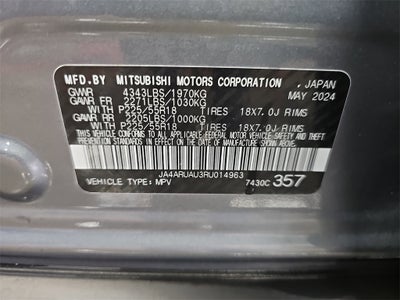 MFD.BY MITSUBISHI MOTORS CORPORATION, JAPAN
GVWR 4343LBS/1970KG MAY 2024
GAWR FR 2271LBS/1030KG
P225/55R18 TIRES 18X7.0J RIMS
GAWR RR 2205LBS/1000KG
P225/55R18 TIRES 18X7.0J RIMS
THIS VEHICLE CONFORMS TO ALL APPLICABLE
FEDERAL MOTOR VEHICLE SAFETY AND THEFT
PREVENTION STANDARDS IN EFFECT ON THE
DATE OF MANUFACTURE SHOWN ABOVE.
JA4ARUAU3RU014963
VEHICLE TYPE: MPV 7430C 357